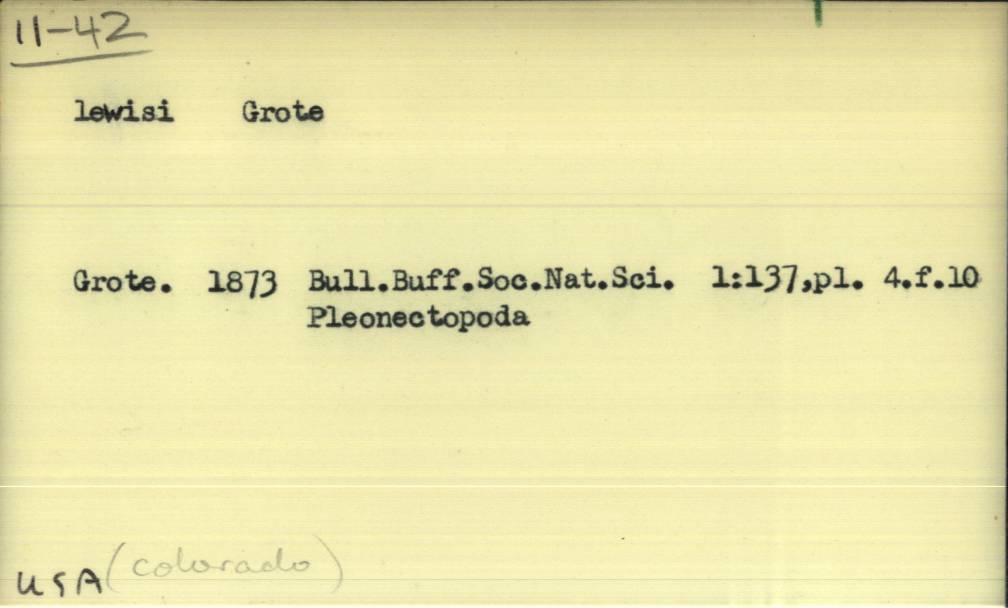 11-42
lewisi Grote
Grote. 1873 Bull.Buff.Soc.Nat.Sci. 1:137,pl. 4.f.10
Pleonectopoda
USA (colorado)